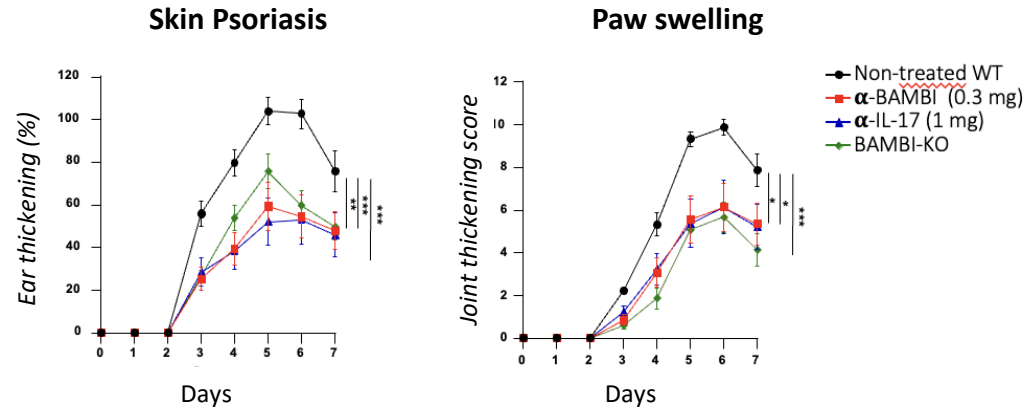 Skin Psoriasis
Paw swelling
Ear thickening (%)
120
100
80
60
40
20
0
0 1 2 3 4 5 6 7
Days
**
***
***
Joint thickening score
12
10
8
6
4
2
0
0 1 2 3 4 5 6 7
Days
*
*
***
Non-treated WT
α-BAMBI (0.3 mg)
α-IL-17 (1 mg)
BAMBI-KO